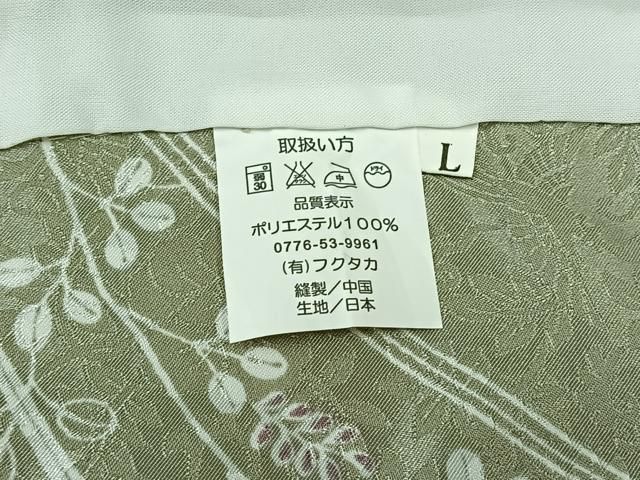 取扱い方
弱
30
中
ドライ
品質表示
ポリエステル100%
0776-53-9961
(有)フクタカ
縫製/中国
生地/日本
L